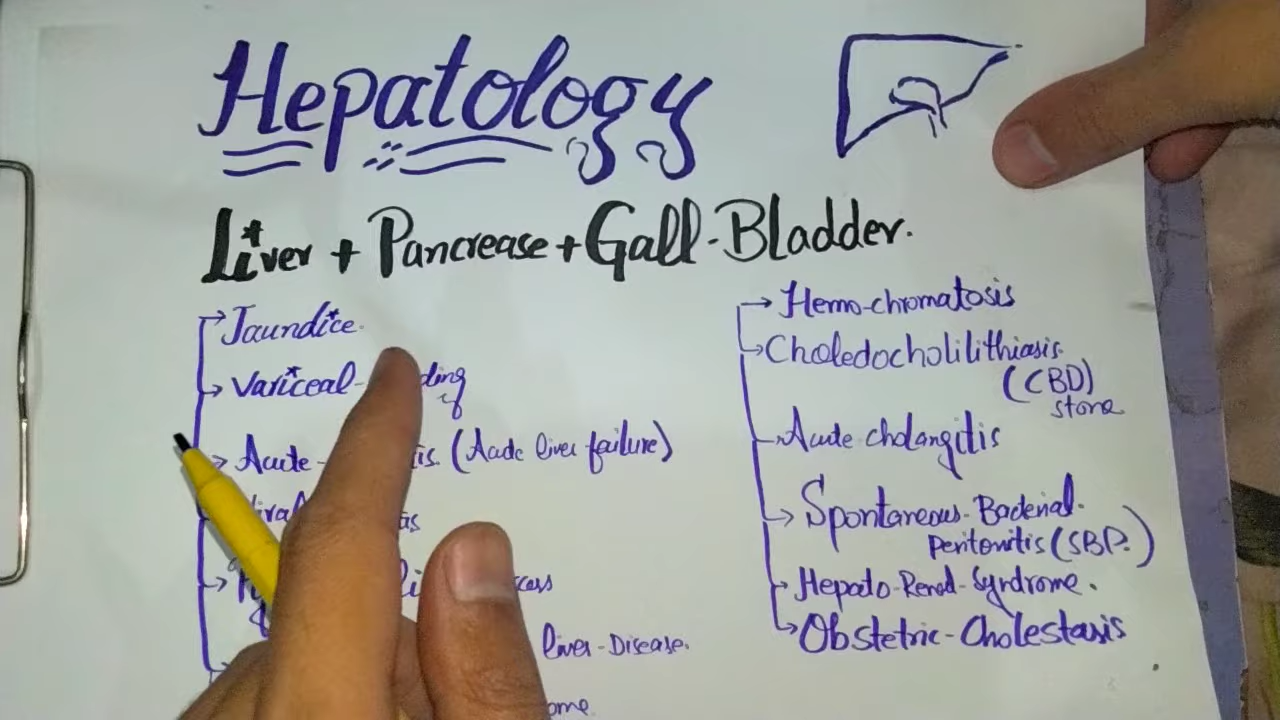 Hepatology
Liver + Pancrease + Gall-Bladder.
Jaundice.
Variceal-
Acute- (Acute liver failure)
liver-Disease.
Hemo-chromatosis
Choledocholilithiasis.
(CBD)
stone
Acute cholangitis
Spontaneous-Bacterial-
peritonitis (SBP.)
Hepato-Renal-Syndrome.
Obstetric-Cholestasis